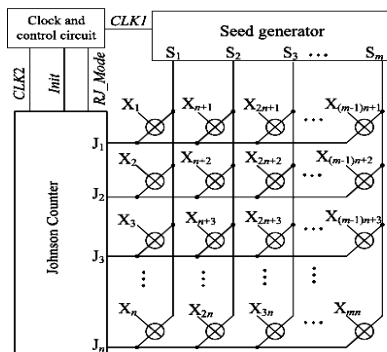 Clock and control circuit
CLK1
Seed generator
S₁ S₂ S₃ ... Sₘ
CLK2
Init
RJ_Mode
X₁ Xₙ₊₁ X₂ₙ₊₁ ... X₍ₘ₋₁₎ₙ₊₁
J₁
X₂ Xₙ₊₂ X₂ₙ₊₂ ... X₍ₘ₋₁₎ₙ₊₂
J₂
X₃ Xₙ₊₃ X₂ₙ₊₃ ... X₍ₘ₋₁₎ₙ₊₃
J₃
Johnson Counter
Xₙ X₂ₙ X₃ₙ ... Xₘₙ
Jₙ